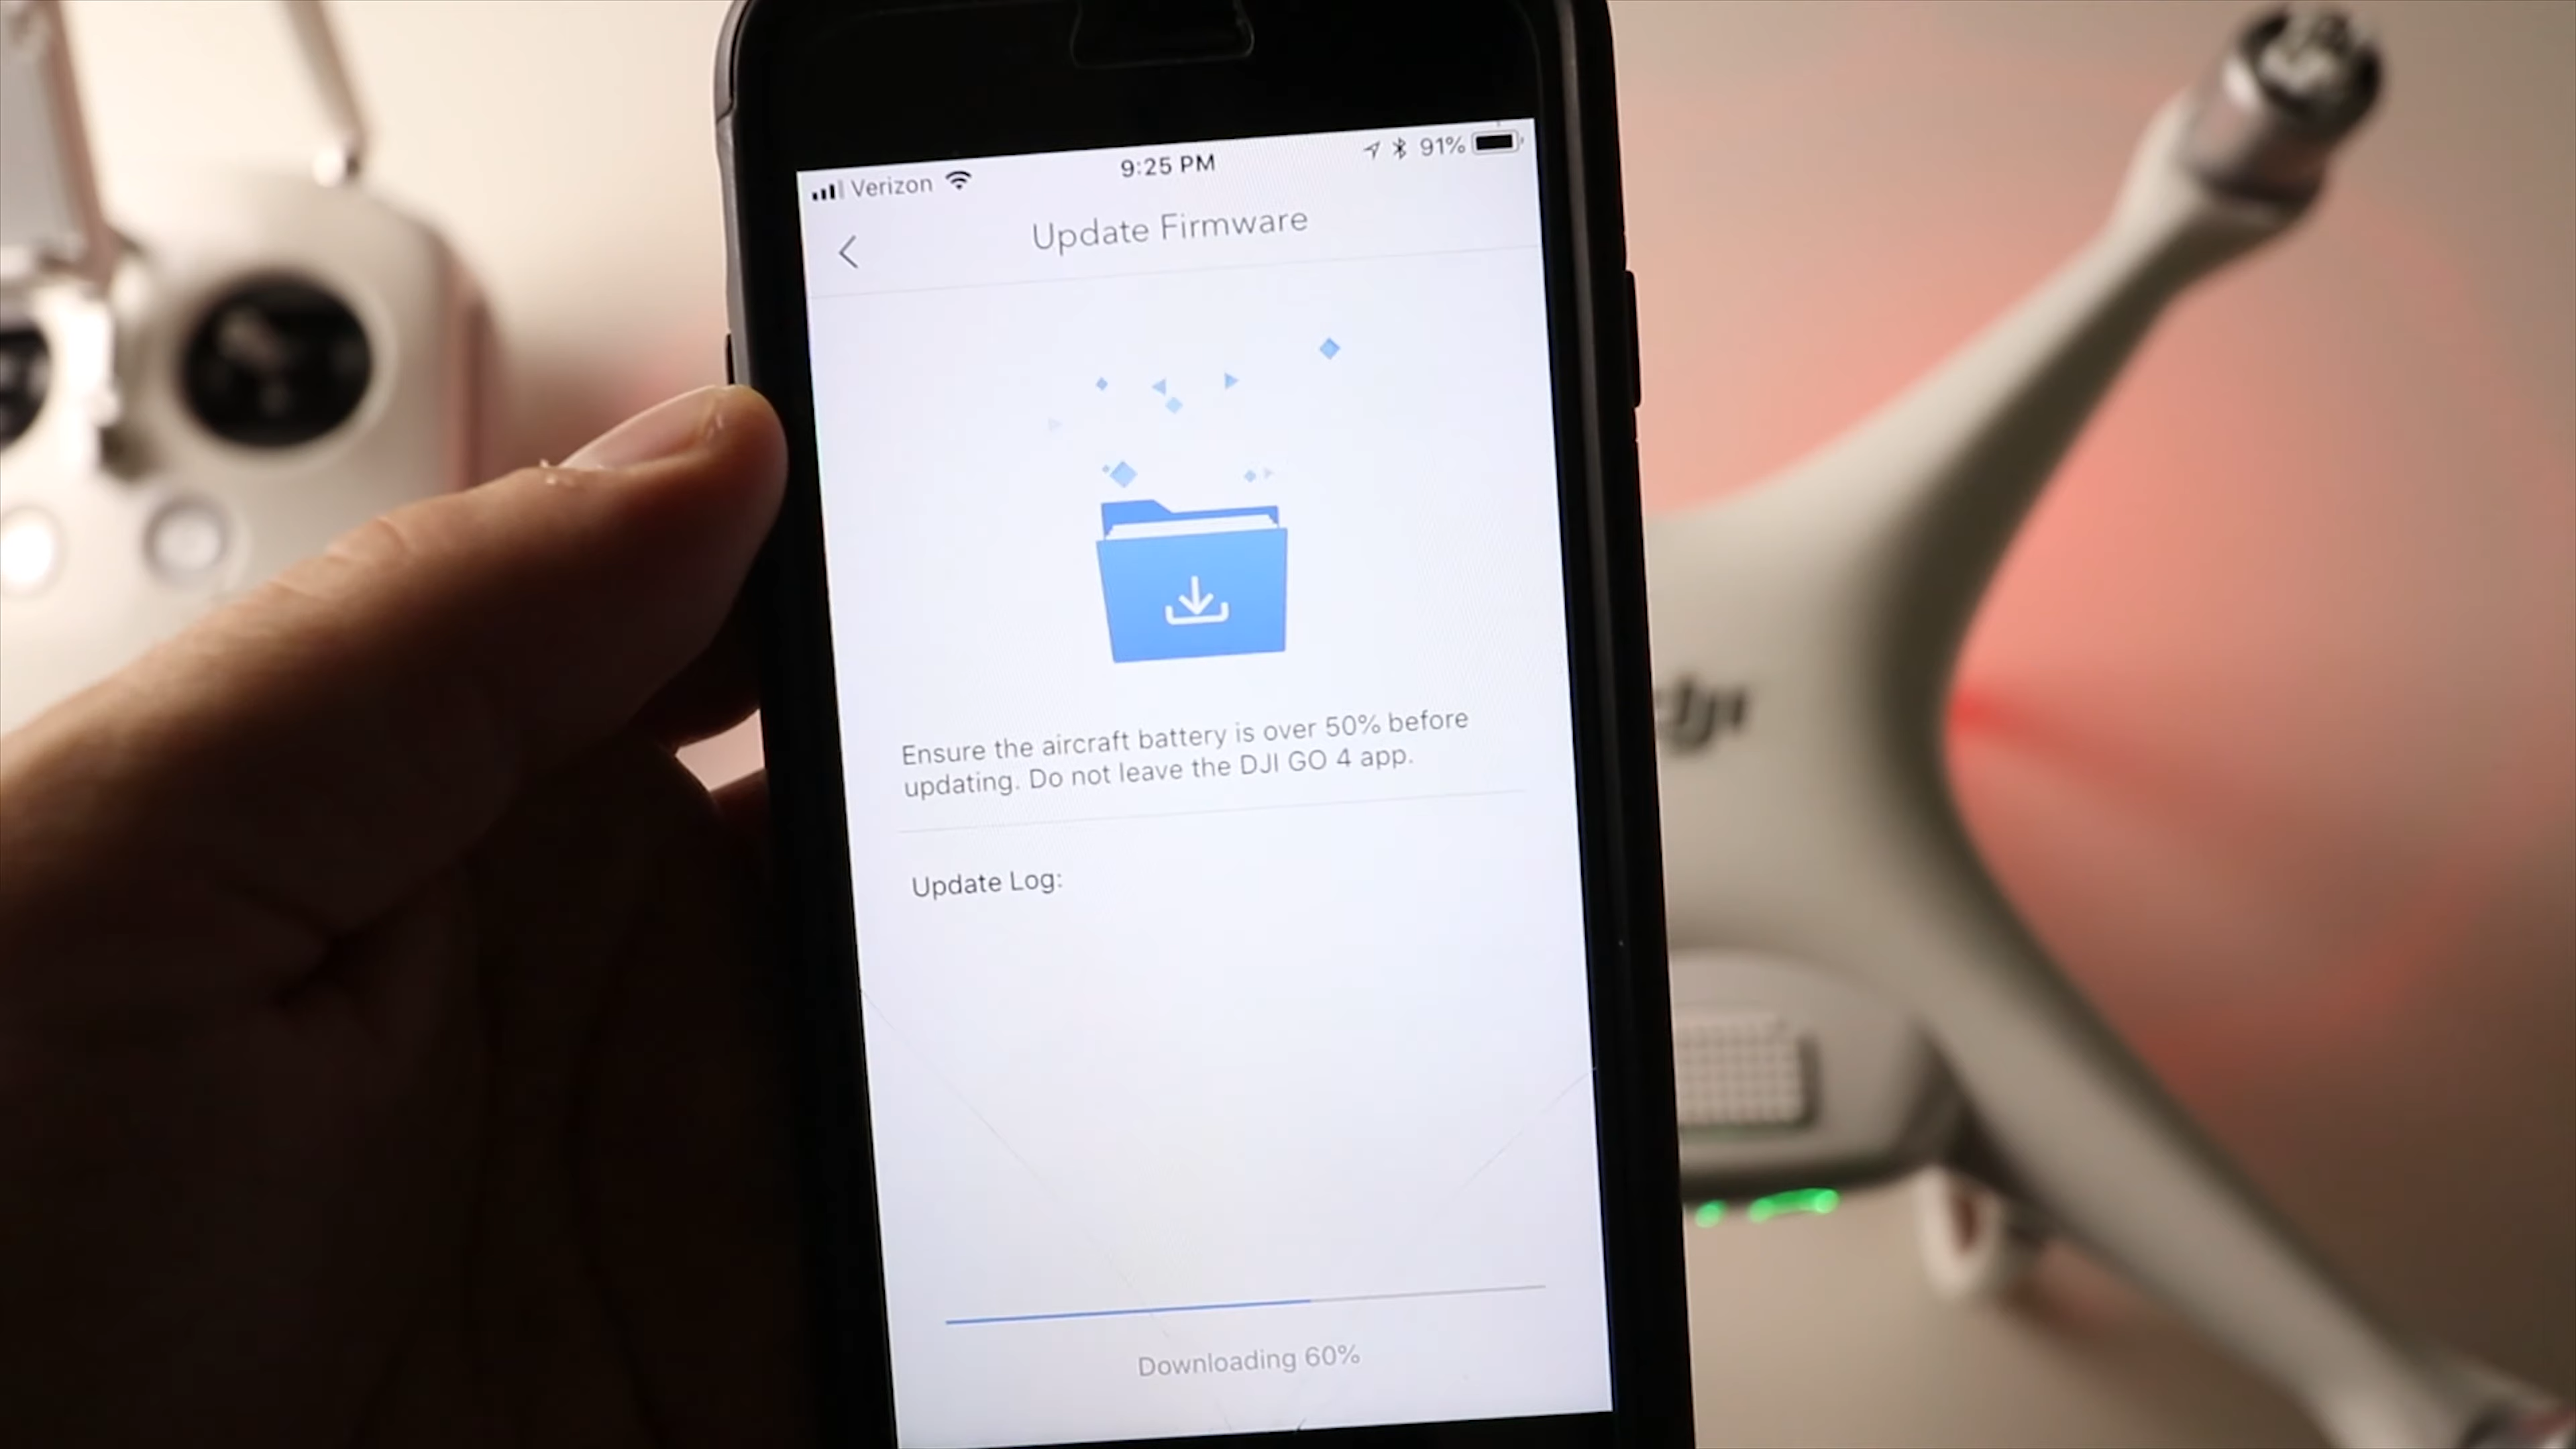 Verizon
9:25 PM
91%
Update Firmware
Ensure the aircraft battery is over 50% before
updating. Do not leave the DJI GO 4 app.
Update Log:
Downloading 60%
dji